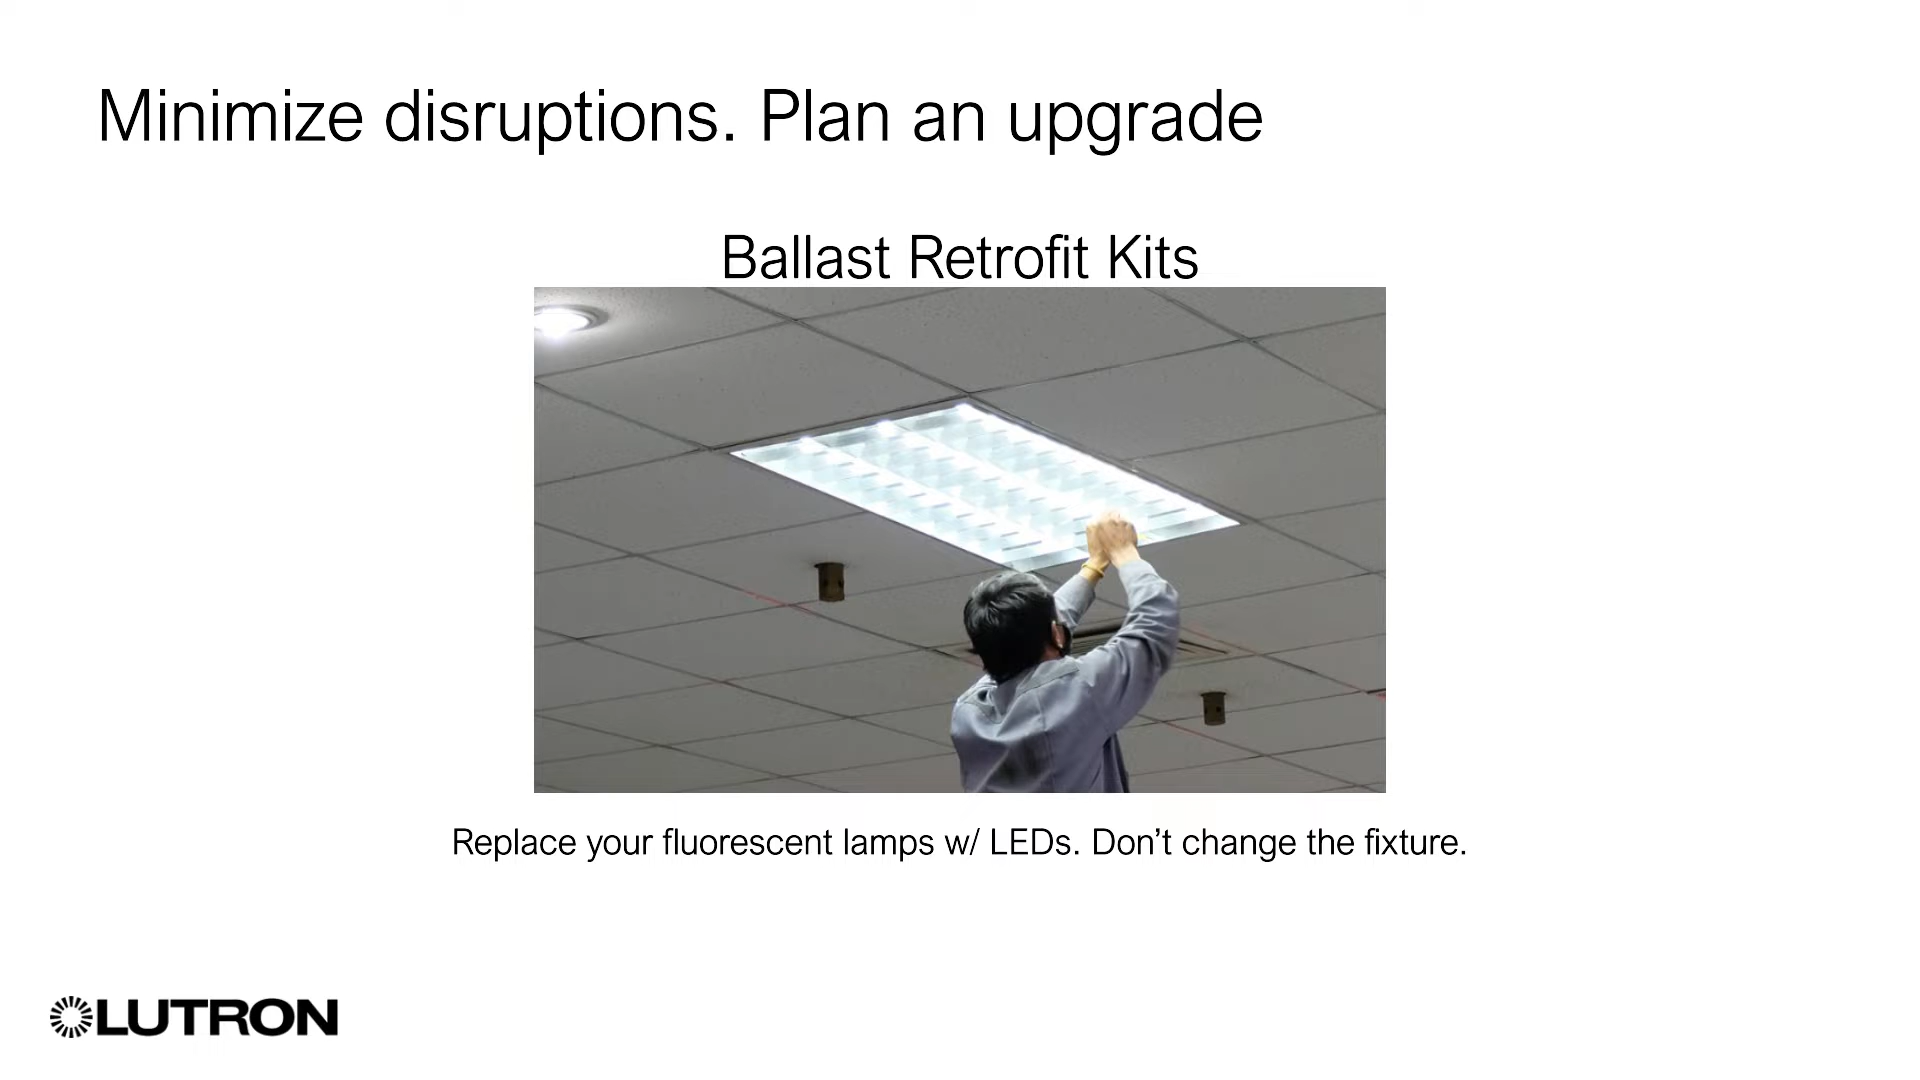 Minimize disruptions. Plan an upgrade
Ballast Retrofit Kits
Replace your fluorescent lamps w/ LEDs. Don’t change the fixture.
LUTRON